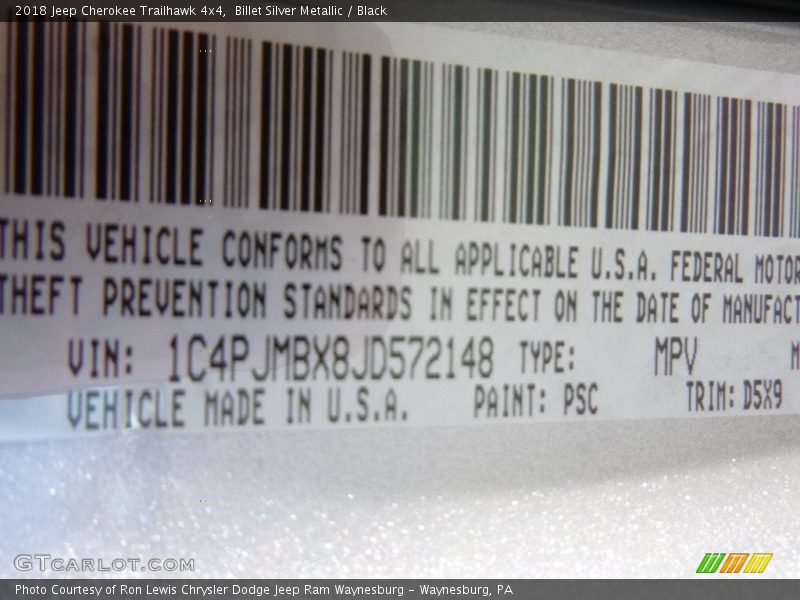 2018 Jeep Cherokee Trailhawk 4x4, Billet Silver Metallic / Black
THIS VEHICLE CONFORMS TO ALL APPLICABLE U.S.A. FEDERAL MOTOR
THEFT PREVENTION STANDARDS IN EFFECT ON THE DATE OF MANUFACT
VIN: 1C4PJMBX8JD572148 TYPE: MPV M
VEHICLE MADE IN U.S.A. PAINT: PSC TRIM: D5X9
GTCARLOT.COM
Photo Courtesy of Ron Lewis Chrysler Dodge Jeep Ram Waynesburg - Waynesburg, PA